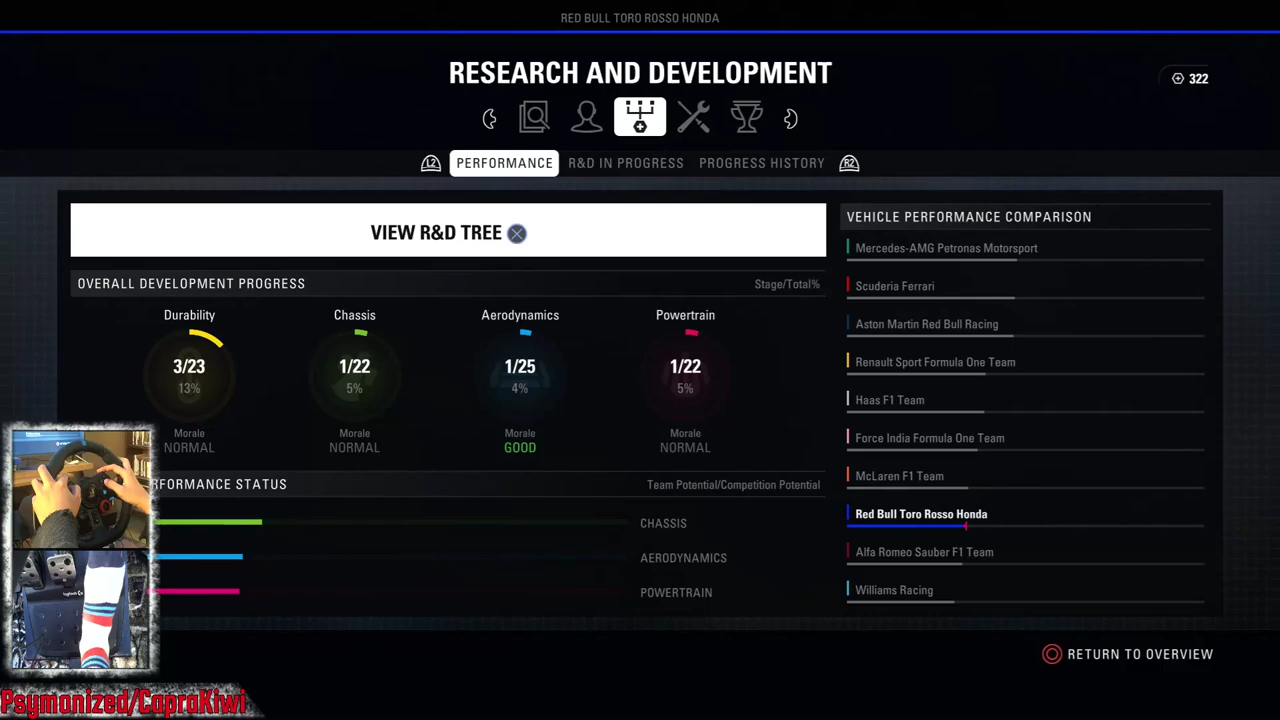 RED BULL TORO ROSSO HONDA
RESEARCH AND DEVELOPMENT
322
L2 PERFORMANCE R&D IN PROGRESS PROGRESS HISTORY R2
VIEW R&D TREE
OVERALL DEVELOPMENT PROGRESS Stage/Total%
Durability Chassis Aerodynamics Powertrain
3/23 1/22 1/25 1/22
13% 5% 4% 5%
Morale Morale Morale Morale
NORMAL NORMAL GOOD NORMAL
RFORMANCE STATUS Team Potential/Competition Potential
CHASSIS
AERODYNAMICS
POWERTRAIN
VEHICLE PERFORMANCE COMPARISON
Mercedes-AMG Petronas Motorsport
Scuderia Ferrari
Aston Martin Red Bull Racing
Renault Sport Formula One Team
Haas F1 Team
Force India Formula One Team
McLaren F1 Team
Red Bull Toro Rosso Honda
Alfa Romeo Sauber F1 Team
Williams Racing
RETURN TO OVERVIEW
logitech G
Psymanized/CapraKiwi